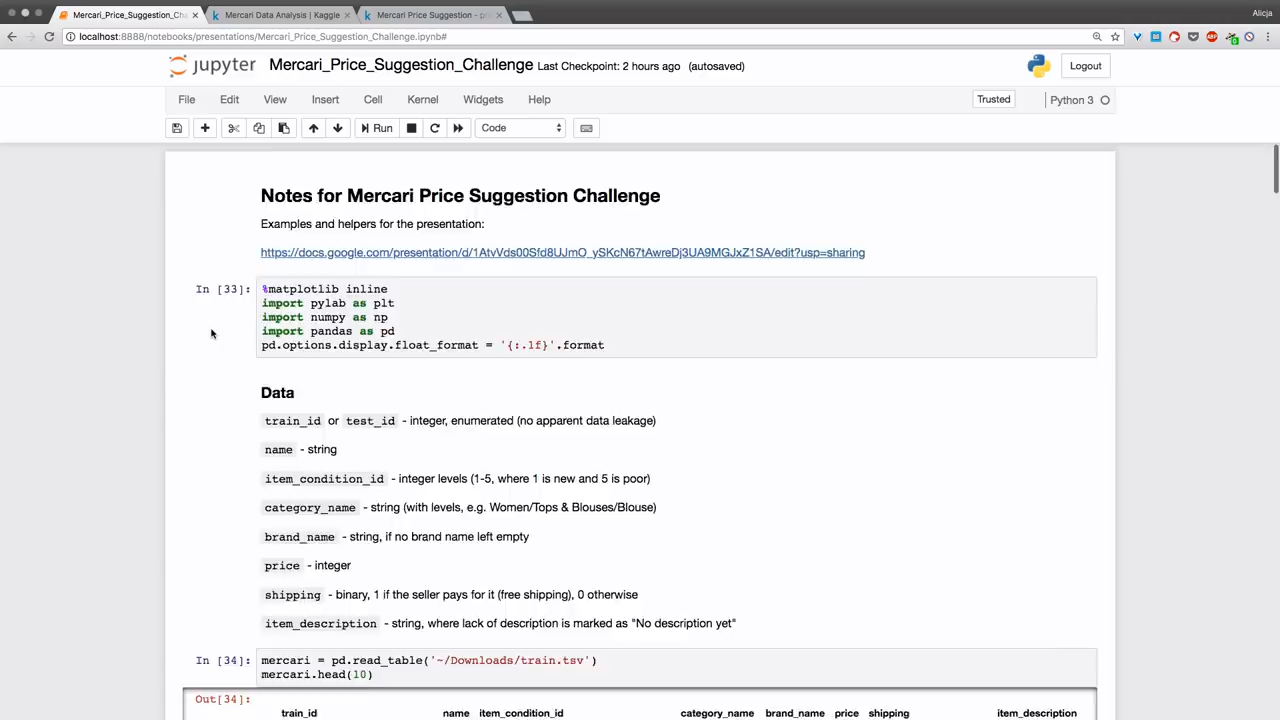 Mercari_Price_Suggestion_Cha
Mercari Data Analysis | Kaggle
Mercari Price Suggestion - pr
Alicja
localhost:8888/notebooks/presentations/Mercari_Price_Suggestion_Challenge.ipynb#
jupyter Mercari_Price_Suggestion_Challenge Last Checkpoint: 2 hours ago (autosaved)
Logout
File Edit View Insert Cell Kernel Widgets Help
Trusted
Python 3
Run
Code
Notes for Mercari Price Suggestion Challenge
Examples and helpers for the presentation:
https://docs.google.com/presentation/d/1AtvVds00Sfd8UJmO_ySKcN67tAwreDj3UA9MGJxZ1SA/edit?usp=sharing
In [33]:
%matplotlib inline
import pylab as plt
import numpy as np
import pandas as pd
pd.options.display.float_format = '{:.1f}'.format
Data
train_id or test_id - integer, enumerated (no apparent data leakage)
name - string
item_condition_id - integer levels (1-5, where 1 is new and 5 is poor)
category_name - string (with levels, e.g. Women/Tops & Blouses/Blouse)
brand_name - string, if no brand name left empty
price - integer
shipping - binary, 1 if the seller pays for it (free shipping), 0 otherwise
item_description - string, where lack of description is marked as "No description yet"
In [34]:
mercari = pd.read_table('~/Downloads/train.tsv')
mercari.head(10)
Out[34]:
train_id name item_condition_id category_name brand_name price shipping item_description